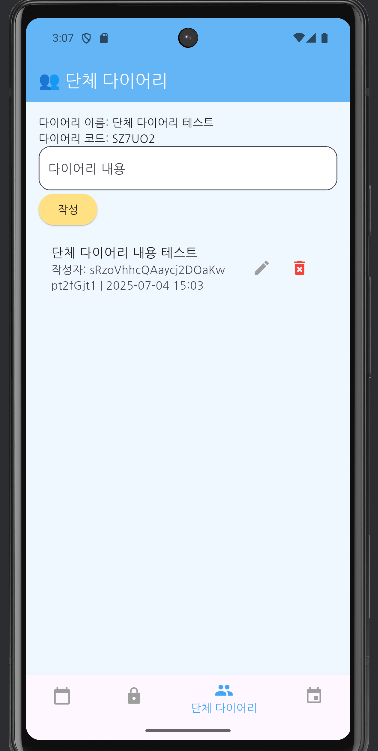 3:07
단체 다이어리
다이어리 이름: 단체 다이어리 테스트
다이어리 코드: SZ7UO2
다이어리 내용
작성
단체 다이어리 내용 테스트
작성자: sRzoVhhcQAaycj2DOaKw
pt2fGjt1 | 2025-07-04 15:03
단체 다이어리